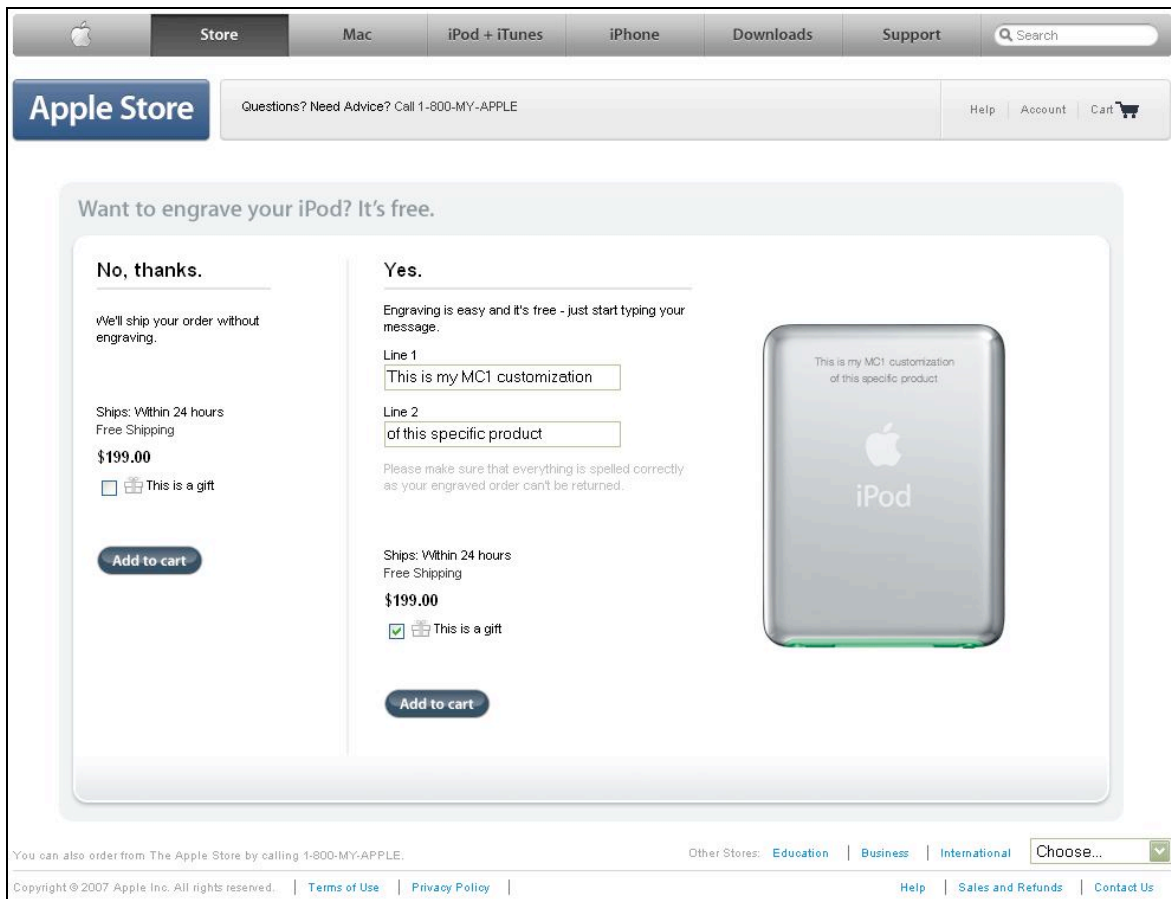 Store Mac iPod + iTunes iPhone Downloads Support Search
Apple Store
Questions? Need Advice? Call 1-800-MY-APPLE
Help Account Cart
Want to engrave your iPod? It's free.
No, thanks.
We'll ship your order without
engraving.
Ships: Within 24 hours
Free Shipping
$199.00
This is a gift
Add to cart
Yes.
Engraving is easy and it's free - just start typing your
message.
Line 1
This is my MC1 customization
Line 2
of this specific product
Please make sure that everything is spelled correctly
as your engraved order can't be returned.
Ships: Within 24 hours
Free Shipping
$199.00
This is a gift
Add to cart
This is my MC1 customization
of this specific product
iPod
You can also order from The Apple Store by calling 1-800-MY-APPLE.
Other Stores: Education | Business | International Choose...
Copyright © 2007 Apple Inc. All rights reserved. | Terms of Use | Privacy Policy |
Help | Sales and Refunds | Contact Us